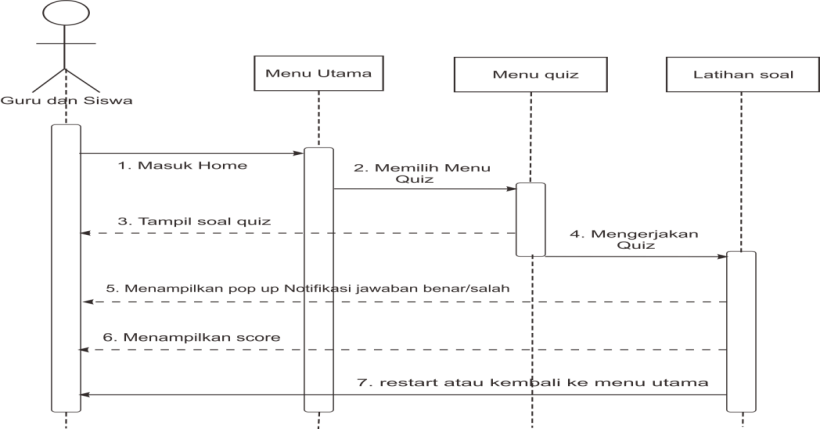 Guru dan Siswa
Menu Utama
Menu quiz
Latihan soal
1. Masuk Home
2. Memilih Menu
Quiz
3. Tampil soal quiz
4. Mengerjakan
Quiz
5. Menampilkan pop up Notifikasi jawaban benar/salah
6. Menampilkan score
7. restart atau kembali ke menu utama